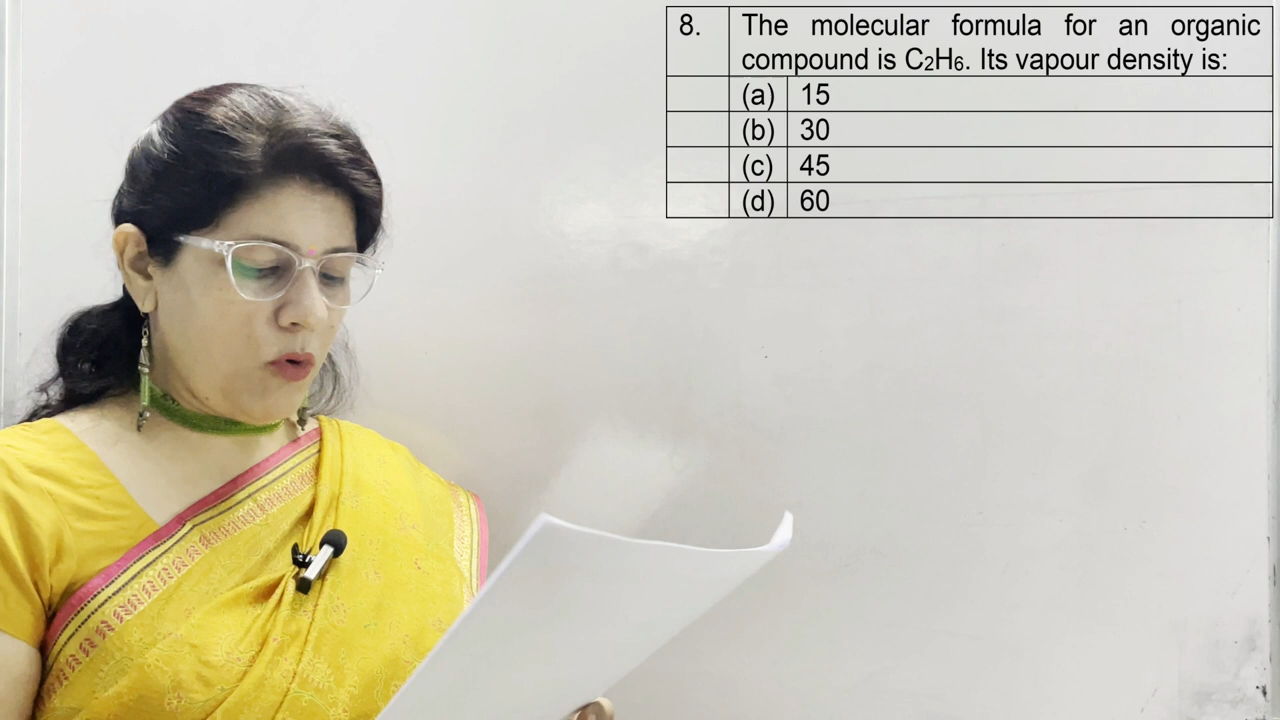 8. The molecular formula for an organic
compound is C₂H₆. Its vapour density is:
(a) 15
(b) 30
(c) 45
(d) 60